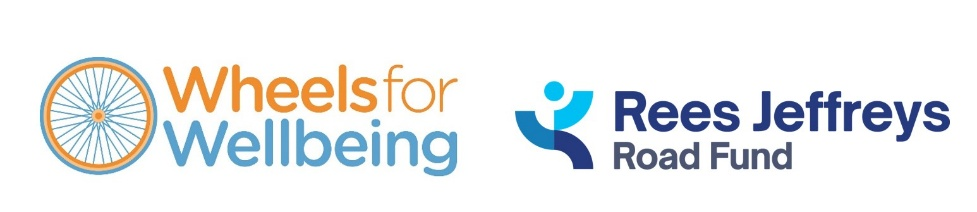 Wheels for
Wellbeing
Rees Jeffreys
Road Fund